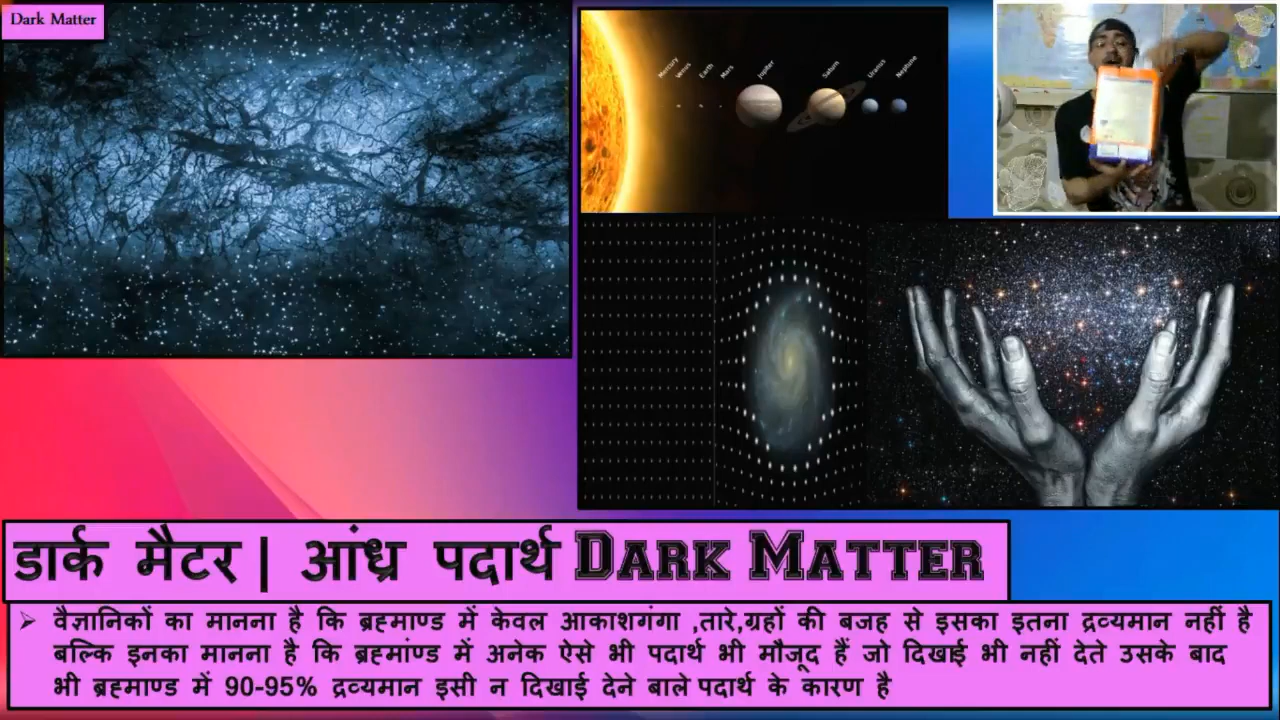 Dark Matter
Mercury
Venus
Earth
Mars
Jupiter
Saturn
Uranus
Neptune
डार्क मैटर | आंध्र पदार्थ DARK MATTER
➢ वैज्ञानिकों का मानना है कि ब्रह्माण्ड में केवल आकाशगंगा ,तारे,ग्रहों की बजह से इसका इतना द्रव्यमान नहीं है
बल्कि इनका मानना है कि ब्रह्मांण्ड में अनेक ऐसे भी पदार्थ भी मौजूद हैं जो दिखाई भी नहीं देते उसके बाद
भी ब्रह्माण्ड में 90-95% द्रव्यमान इसी न दिखाई देने बाले पदार्थ के कारण है